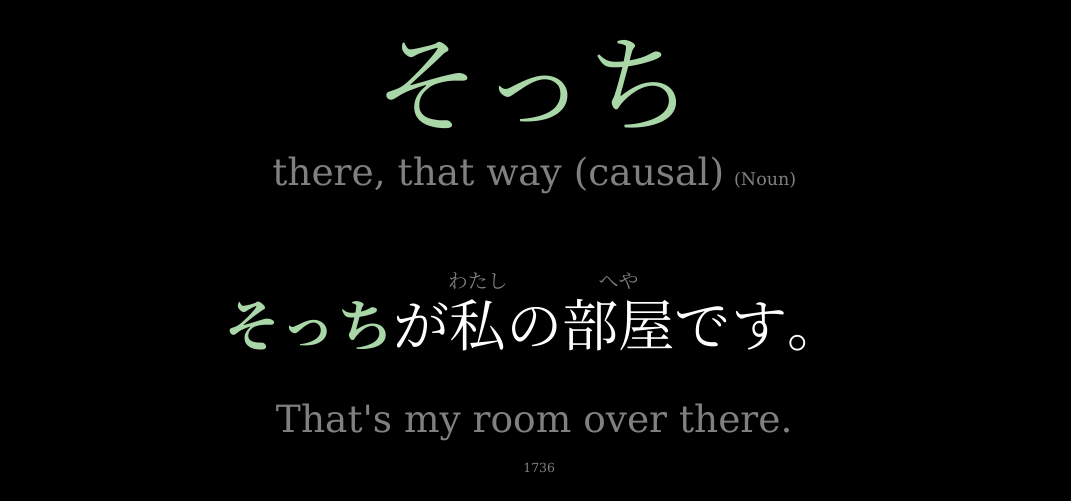 そっち
there, that way (causal) (Noun)
わたし へや
そっちが私の部屋です。
That's my room over there.
1736